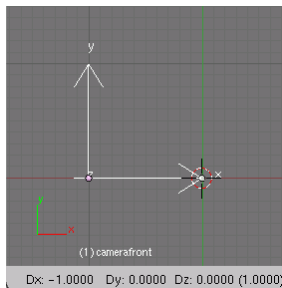 y
z x
y
x
(1) camerafront
Dx: -1.0000 Dy: 0.0000 Dz: 0.0000 (1.0000)